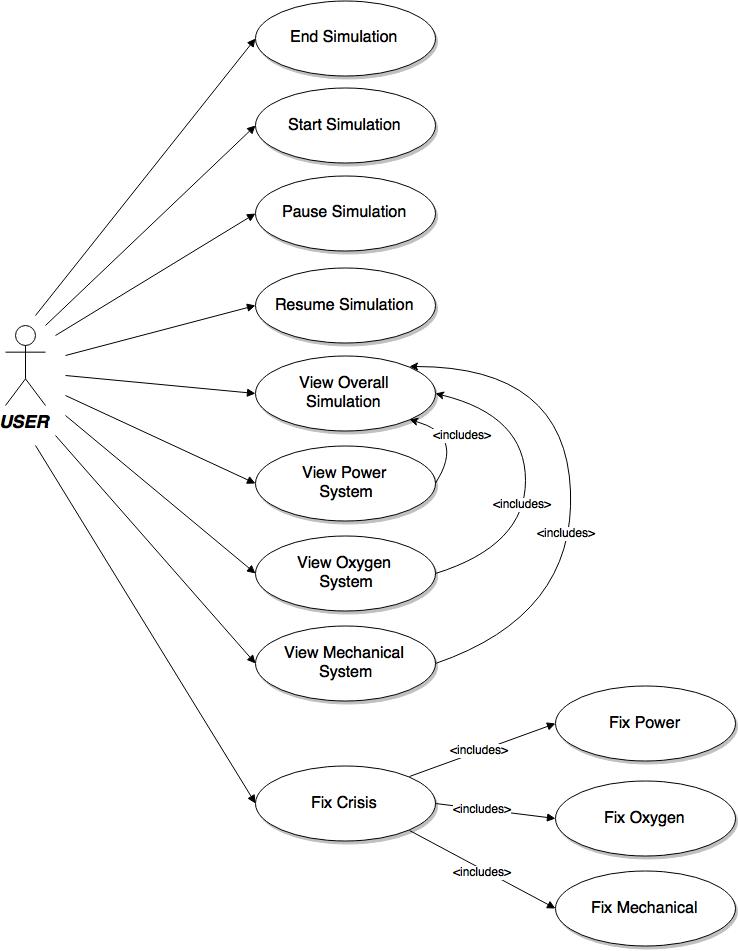 End Simulation
Start Simulation
Pause Simulation
Resume Simulation
USER
View Overall
Simulation
<includes>
View Power
System
<includes>
<includes>
View Oxygen
System
View Mechanical
System
Fix Power
<includes>
Fix Crisis
<includes>
Fix Oxygen
<includes>
Fix Mechanical